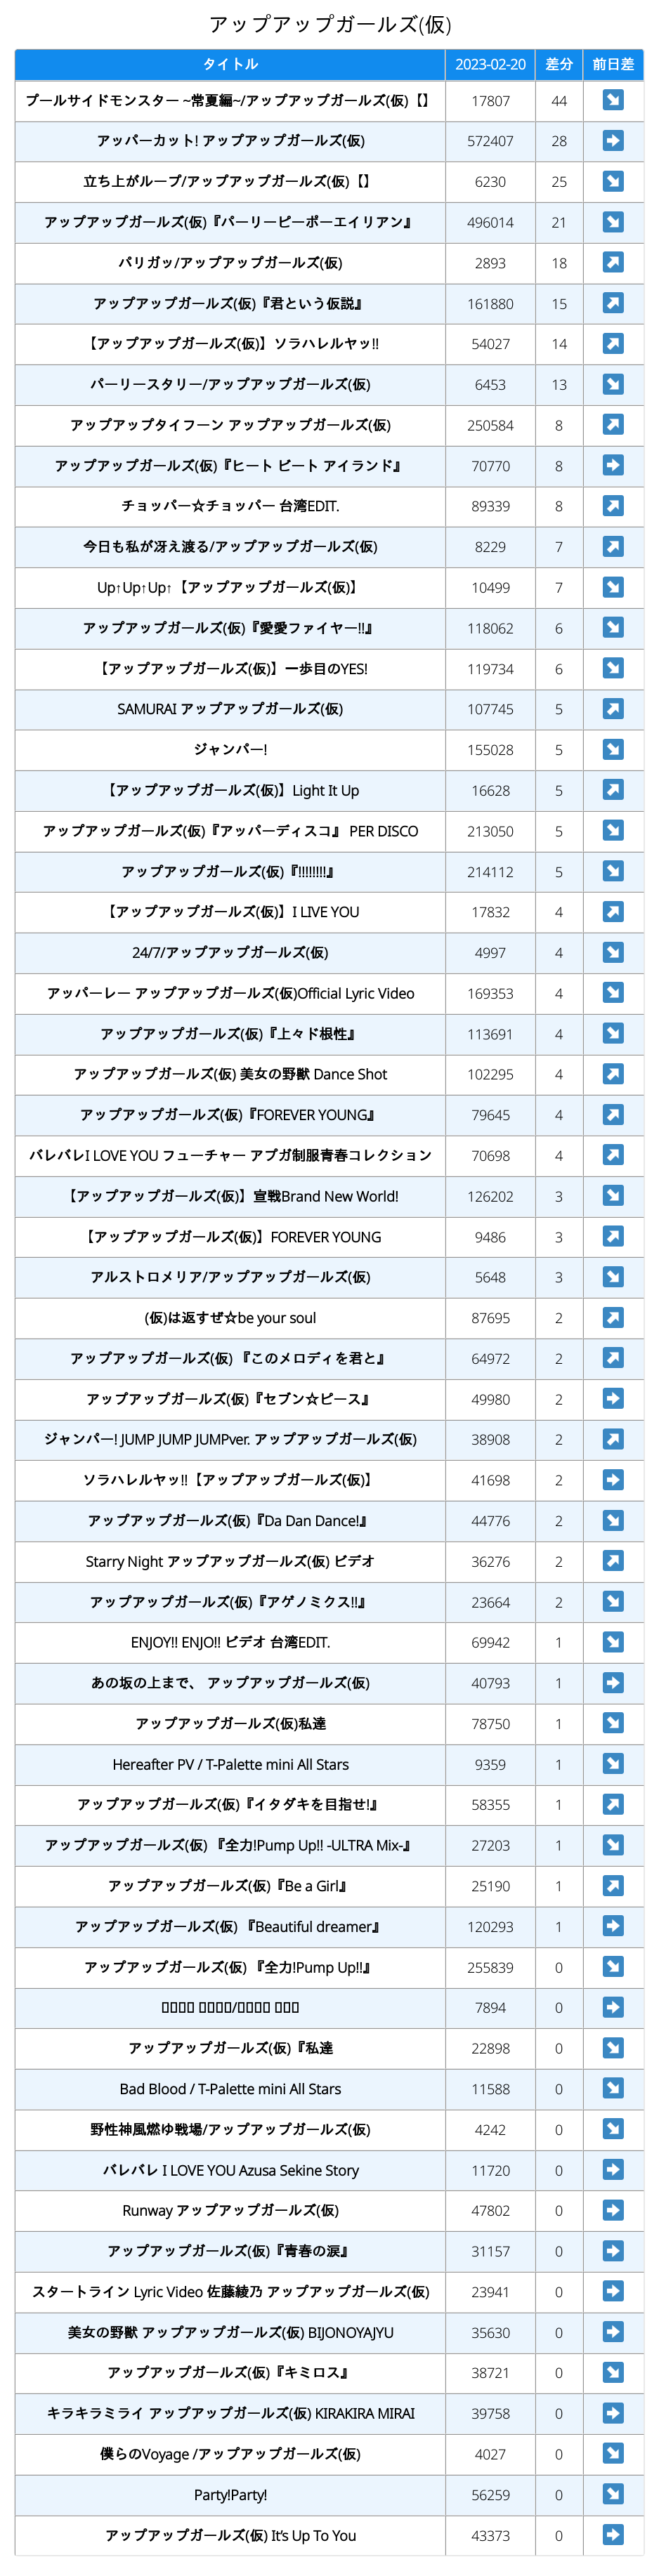 アップアップガールズ(仮)
タイトル 2023-02-20 差分 前日差
プールサイドモンスター ~常夏編~/アップアップガールズ(仮)【】 17807 44 ↘
アッパーカット! アップアップガールズ(仮) 572407 28 ➡
立ち上がループ/アップアップガールズ(仮)【】 6230 25 ↘
アップアップガールズ(仮)『パーリーピーポーエイリアン』 496014 21 ↘
パリガッ/アップアップガールズ(仮) 2893 18 ↗
アップアップガールズ(仮)『君という仮説』 161880 15 ↗
【アップアップガールズ(仮)】ソラハレルヤッ!! 54027 14 ↗
パーリースタリー/アップアップガールズ(仮) 6453 13 ↘
アップアップタイフーン アップアップガールズ(仮) 250584 8 ↗
アップアップガールズ(仮)『ヒート ビート アイランド』 70770 8 ➡
チョッパー☆チョッパー 台湾EDIT. 89339 8 ↗
今日も私が冴え渡る/アップアップガールズ(仮) 8229 7 ↗
Up↑Up↑Up↑【アップアップガールズ(仮)】 10499 7 ↘
アップアップガールズ(仮)『愛愛ファイヤー!!』 118062 6 ↘
【アップアップガールズ(仮)】一歩目のYES! 119734 6 ↘
SAMURAI アップアップガールズ(仮) 107745 5 ↗
ジャンパー! 155028 5 ↘
【アップアップガールズ(仮)】Light It Up 16628 5 ↗
アップアップガールズ(仮)『アッパーディスコ』 PER DISCO 213050 5 ↘
アップアップガールズ(仮)『!!!!!!!!』 214112 5 ↘
【アップアップガールズ(仮)】I LIVE YOU 17832 4 ↗
24/7/アップアップガールズ(仮) 4997 4 ↘
アッパーレー アップアップガールズ(仮)Official Lyric Video 169353 4 ↘
アップアップガールズ(仮)『上々ド根性』 113691 4 ↘
アップアップガールズ(仮) 美女の野獣 Dance Shot 102295 4 ↗
アップアップガールズ(仮)『FOREVER YOUNG』 79645 4 ↗
バレバレI LOVE YOU フューチャー アプガ制服青春コレクション 70698 4 ↗
【アップアップガールズ(仮)】宣戦Brand New World! 126202 3 ↘
【アップアップガールズ(仮)】FOREVER YOUNG 9486 3 ↗
アルストロメリア/アップアップガールズ(仮) 5648 3 ↘
(仮)は返すぜ☆be your soul 87695 2 ↗
アップアップガールズ(仮) 『このメロディを君と』 64972 2 ↗
アップアップガールズ(仮)『セブン☆ピース』 49980 2 ➡
ジャンパー! JUMP JUMP JUMPver. アップアップガールズ(仮) 38908 2 ↗
ソラハレルヤッ!!【アップアップガールズ(仮)】 41698 2 ➡
アップアップガールズ(仮)『Da Dan Dance!』 44776 2 ↘
Starry Night アップアップガールズ(仮) ビデオ 36276 2 ↗
アップアップガールズ(仮)『アゲノミクス!!』 23664 2 ↘
ENJOY!! ENJO!! ビデオ 台湾EDIT. 69942 1 ↘
あの坂の上まで、 アップアップガールズ(仮) 40793 1 ➡
アップアップガールズ(仮)私達 78750 1 ↘
Hereafter PV / T-Palette mini All Stars 9359 1 ↘
アップアップガールズ(仮)『イタダキを目指せ!』 58355 1 ↗
アップアップガールズ(仮) 『全力!Pump Up!! -ULTRA Mix-』 27203 1 ↘
アップアップガールズ(仮)『Be a Girl』 25190 1 ↗
アップアップガールズ(仮) 『Beautiful dreamer』 120293 1 ➡
アップアップガールズ(仮) 『全力!Pump Up!!』 255839 0 ↘
▯▯▯▯ ▯▯▯▯/▯▯▯▯ ▯▯▯ 7894 0 ➡
アップアップガールズ(仮)『私達 22898 0 ↘
Bad Blood / T-Palette mini All Stars 11588 0 ↘
野性神風燃ゆ戦場/アップアップガールズ(仮) 4242 0 ↘
バレバレ I LOVE YOU Azusa Sekine Story 11720 0 ➡
Runway アップアップガールズ(仮) 47802 0 ➡
アップアップガールズ(仮)『青春の涙』 31157 0 ➡
スタートライン Lyric Video 佐藤綾乃 アップアップガールズ(仮) 23941 0 ➡
美女の野獣 アップアップガールズ(仮) BIJONOYAJYU 35630 0 ➡
アップアップガールズ(仮)『キミロス』 38721 0 ↘
キラキラミライ アップアップガールズ(仮) KIRAKIRA MIRAI 39758 0 ➡
僕らのVoyage /アップアップガールズ(仮) 4027 0 ↘
Party!Party! 56259 0 ↘
アップアップガールズ(仮) It’s Up To You 43373 0 ➡